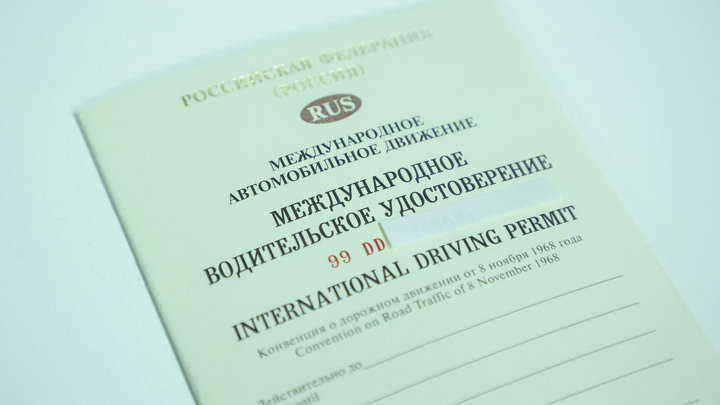 РОССИЙСКАЯ ФЕДЕРАЦИЯ
(РОССИЯ)
RUS
МЕЖДУНАРОДНОЕ
АВТОМОБИЛЬНОЕ ДВИЖЕНИЕ
МЕЖДУНАРОДНОЕ
ВОДИТЕЛЬСКОЕ УДОСТОВЕРЕНИЕ
99 DD
INTERNATIONAL DRIVING PERMIT
Конвенция о дорожном движении от 8 ноября 1968 года
Convention on Road Traffic of 8 November 1968
Действительно до